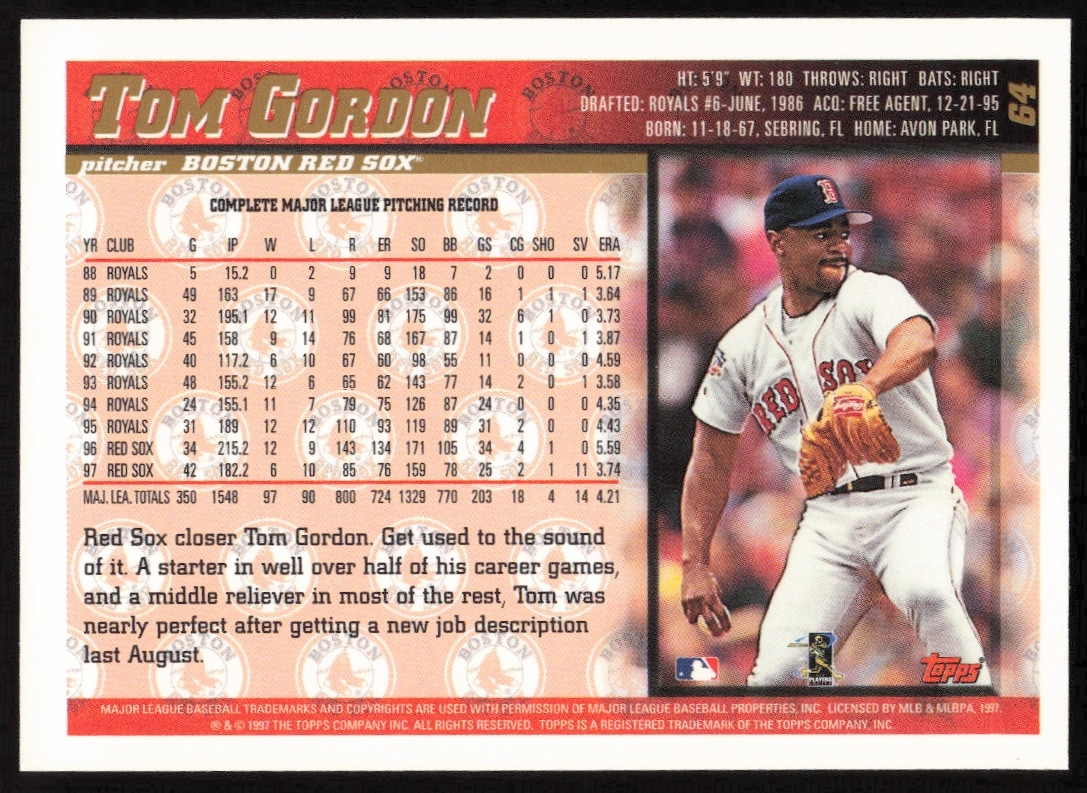 TOM GORDON
HT: 5'9" WT: 180 THROWS: RIGHT BATS: RIGHT
DRAFTED: ROYALS #6-JUNE, 1986 ACQ: FREE AGENT, 12-21-95
BORN: 11-18-67, SEBRING, FL HOME: AVON PARK, FL
64
pitcher BOSTON RED SOX
COMPLETE MAJOR LEAGUE PITCHING RECORD
YR CLUB G IP W L R ER SO BB GS CG SHO SV ERA
88 ROYALS 5 15.2 0 2 9 9 18 7 2 0 0 0 5.17
89 ROYALS 49 163 17 9 67 66 153 86 16 1 1 1 3.64
90 ROYALS 32 195.1 12 11 99 81 175 99 32 6 1 0 3.73
91 ROYALS 45 158 9 14 76 68 167 87 14 1 0 1 3.87
92 ROYALS 40 117.2 6 10 67 60 98 55 11 0 0 0 4.59
93 ROYALS 48 155.2 12 6 65 62 143 77 14 2 0 1 3.58
94 ROYALS 24 155.1 11 7 79 75 126 87 24 0 0 0 4.35
95 ROYALS 31 189 12 12 110 93 119 89 31 2 0 0 4.43
96 RED SOX 34 215.2 12 9 143 134 171 105 34 4 1 0 5.59
97 RED SOX 42 182.2 6 10 85 76 159 78 25 2 1 11 3.74
MAJ. LEA. TOTALS 350 1548 97 90 800 724 1329 770 203 18 4 14 4.21
Red Sox closer Tom Gordon. Get used to the sound
of it. A starter in well over half of his career games,
and a middle reliever in most of the rest, Tom was
nearly perfect after getting a new job description
last August.
B
RED SOX
PLAYERS
Topps
MAJOR LEAGUE BASEBALL TRADEMARKS AND COPYRIGHTS ARE USED WITH PERMISSION OF MAJOR LEAGUE BASEBALL PROPERTIES, INC. LICENSED BY MLB & MLBPA, 1997.
® & © 1997 THE TOPPS COMPANY INC. ALL RIGHTS RESERVED. TOPPS IS A REGISTERED TRADEMARK OF THE TOPPS COMPANY, INC.